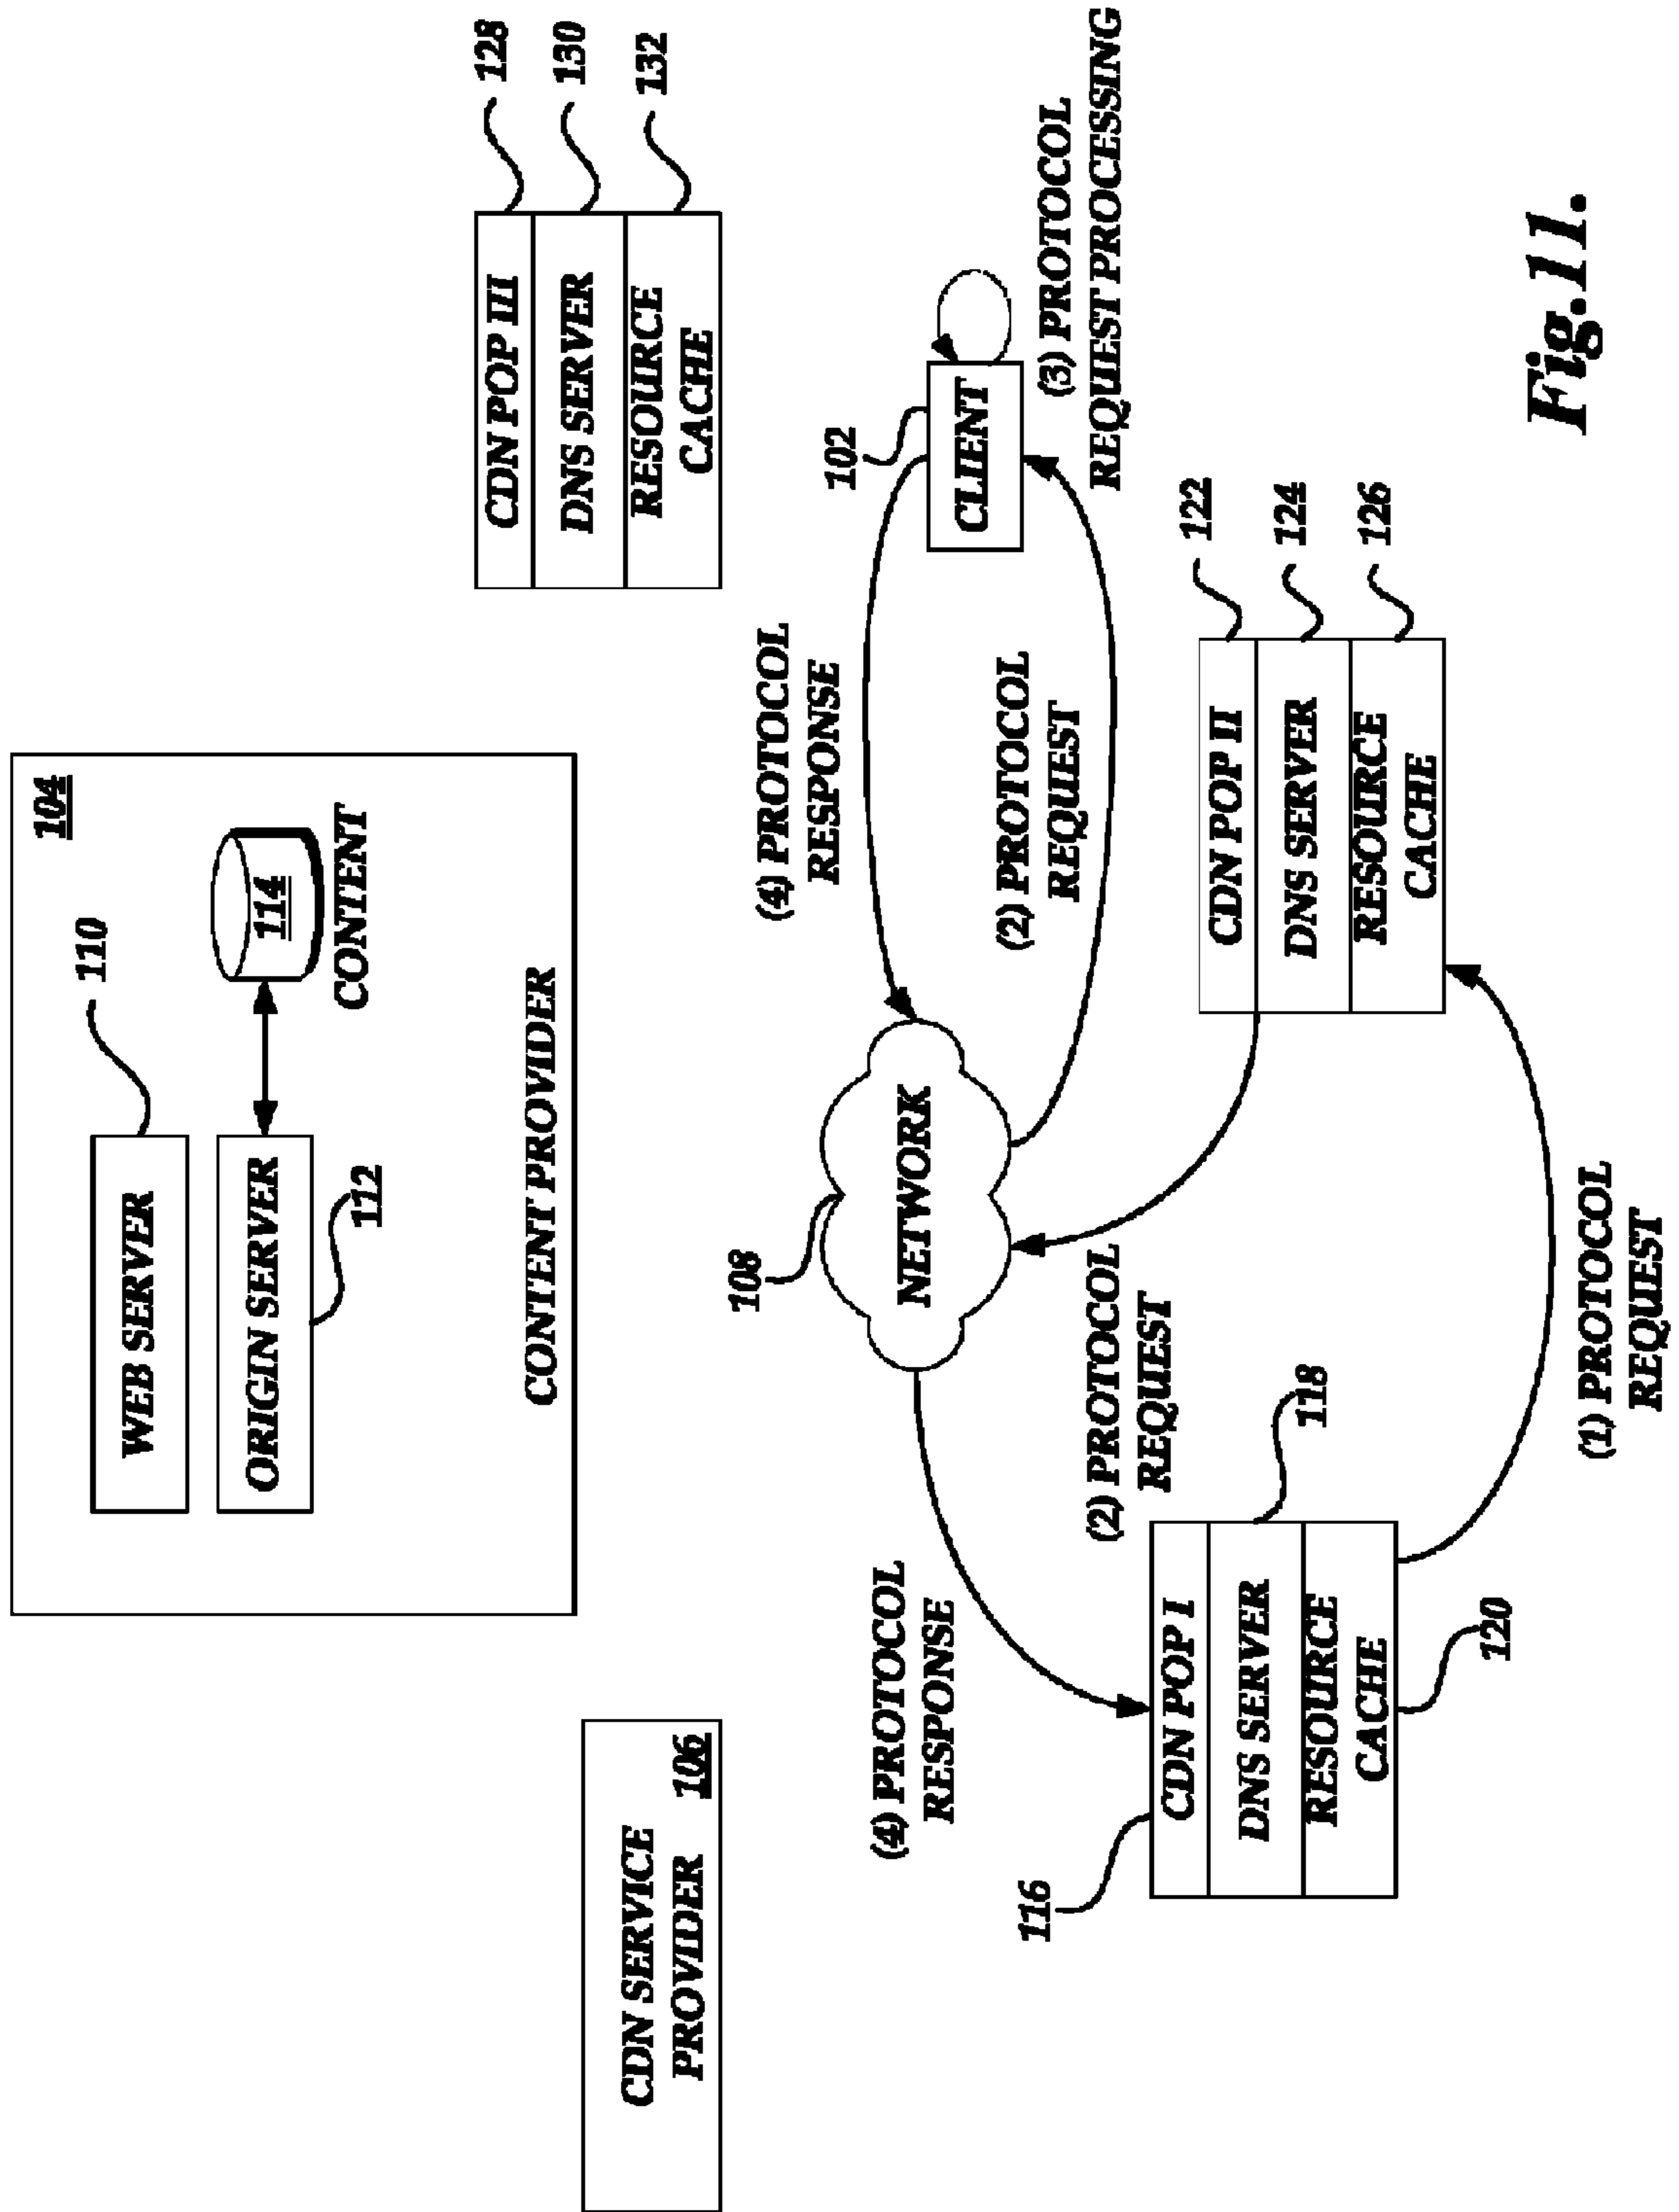 104
WEB SERVER
110
ORIGIN SERVER
112
114
CONTENT
CONTENT PROVIDER
CDN SERVICE
PROVIDER
106
CDN POP III
DNS SERVER
RESOURCE
CACHE
128
130
132
(4) PROTOCOL
RESPONSE
108
NETWORK
102
CLIENT
(4) PROTOCOL
RESPONSE
(2) PROTOCOL
REQUEST
(3) PROTOCOL
REQUEST PROCESSING
(2) PROTOCOL
REQUEST
116
CDN POP I
DNS SERVER
RESOURCE
CACHE
118
120
CDN POP II
DNS SERVER
RESOURCE
CACHE
122
124
126
(1) PROTOCOL
REQUEST
Fig.11.